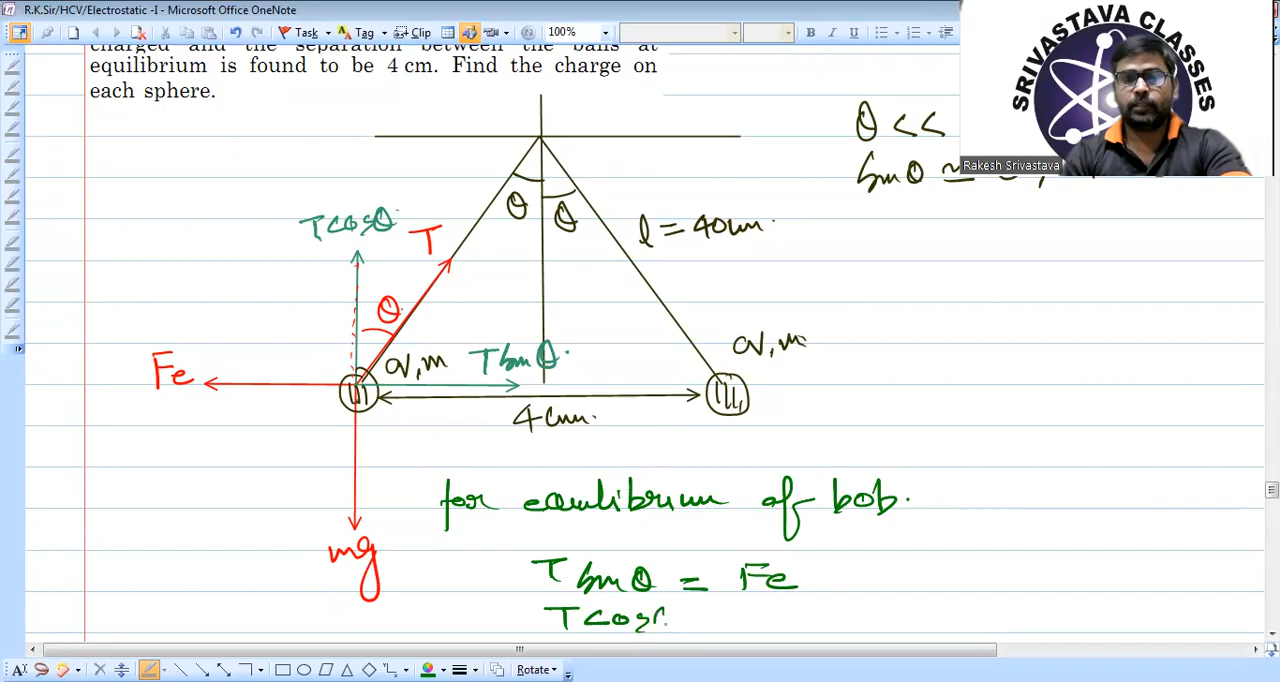 R.K.Sir/HCV/Electrostatic -I - Microsoft Office OneNote
Task Tag Clip 100% B I U
charged and the separation between the balls at
equilibrium is found to be 4 cm. Find the charge on
each sphere.
SRIVASTAVA CLASSES
Rakesh Srivastava
θ <<
sinθ ≃
θ θ
l = 40cm.
Tcosθ
T
θ
q, m
Tsinθ.
q, m
Fe
4cm.
mg
for equilibrium of bob.
Tsinθ = Fe
Tcos
A Rotate